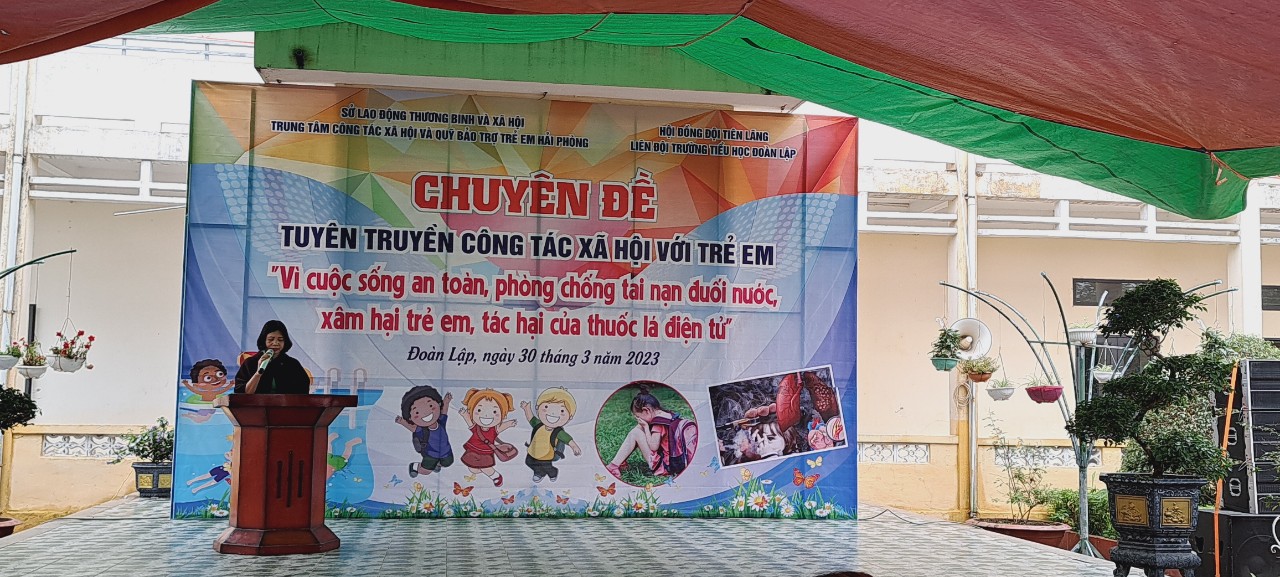 SỞ LAO ĐỘNG THƯƠNG BINH VÀ XÃ HỘI
TRUNG TÂM CÔNG TÁC XÃ HỘI VÀ QUỸ BẢO TRỢ TRẺ EM HẢI PHÒNG
HỘI ĐỒNG ĐỘI TIÊN LÃNG
LIÊN ĐỘI TRƯỜNG TIỂU HỌC ĐOÀN LẬP
CHUYÊN ĐỀ
TUYÊN TRUYỀN CÔNG TÁC XÃ HỘI VỚI TRẺ EM
"Vì cuộc sống an toàn, phòng chống tai nạn đuối nước,
xâm hại trẻ em, tác hại của thuốc lá điện tử"
Đoàn Lập, ngày 30 tháng 3 năm 2023